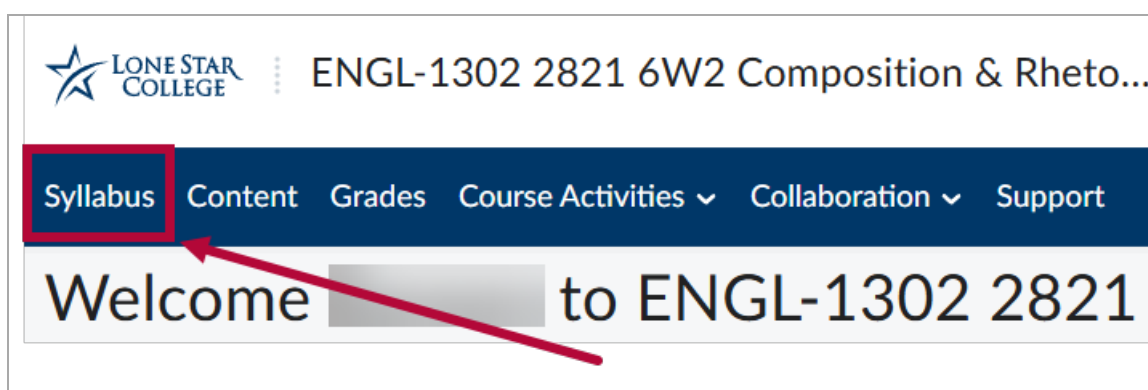 LONE STAR COLLEGE ENGL-1302 2821 6W2 Composition & Rheto...
Syllabus Content Grades Course Activities Collaboration Support
Welcome to ENGL-1302 2821